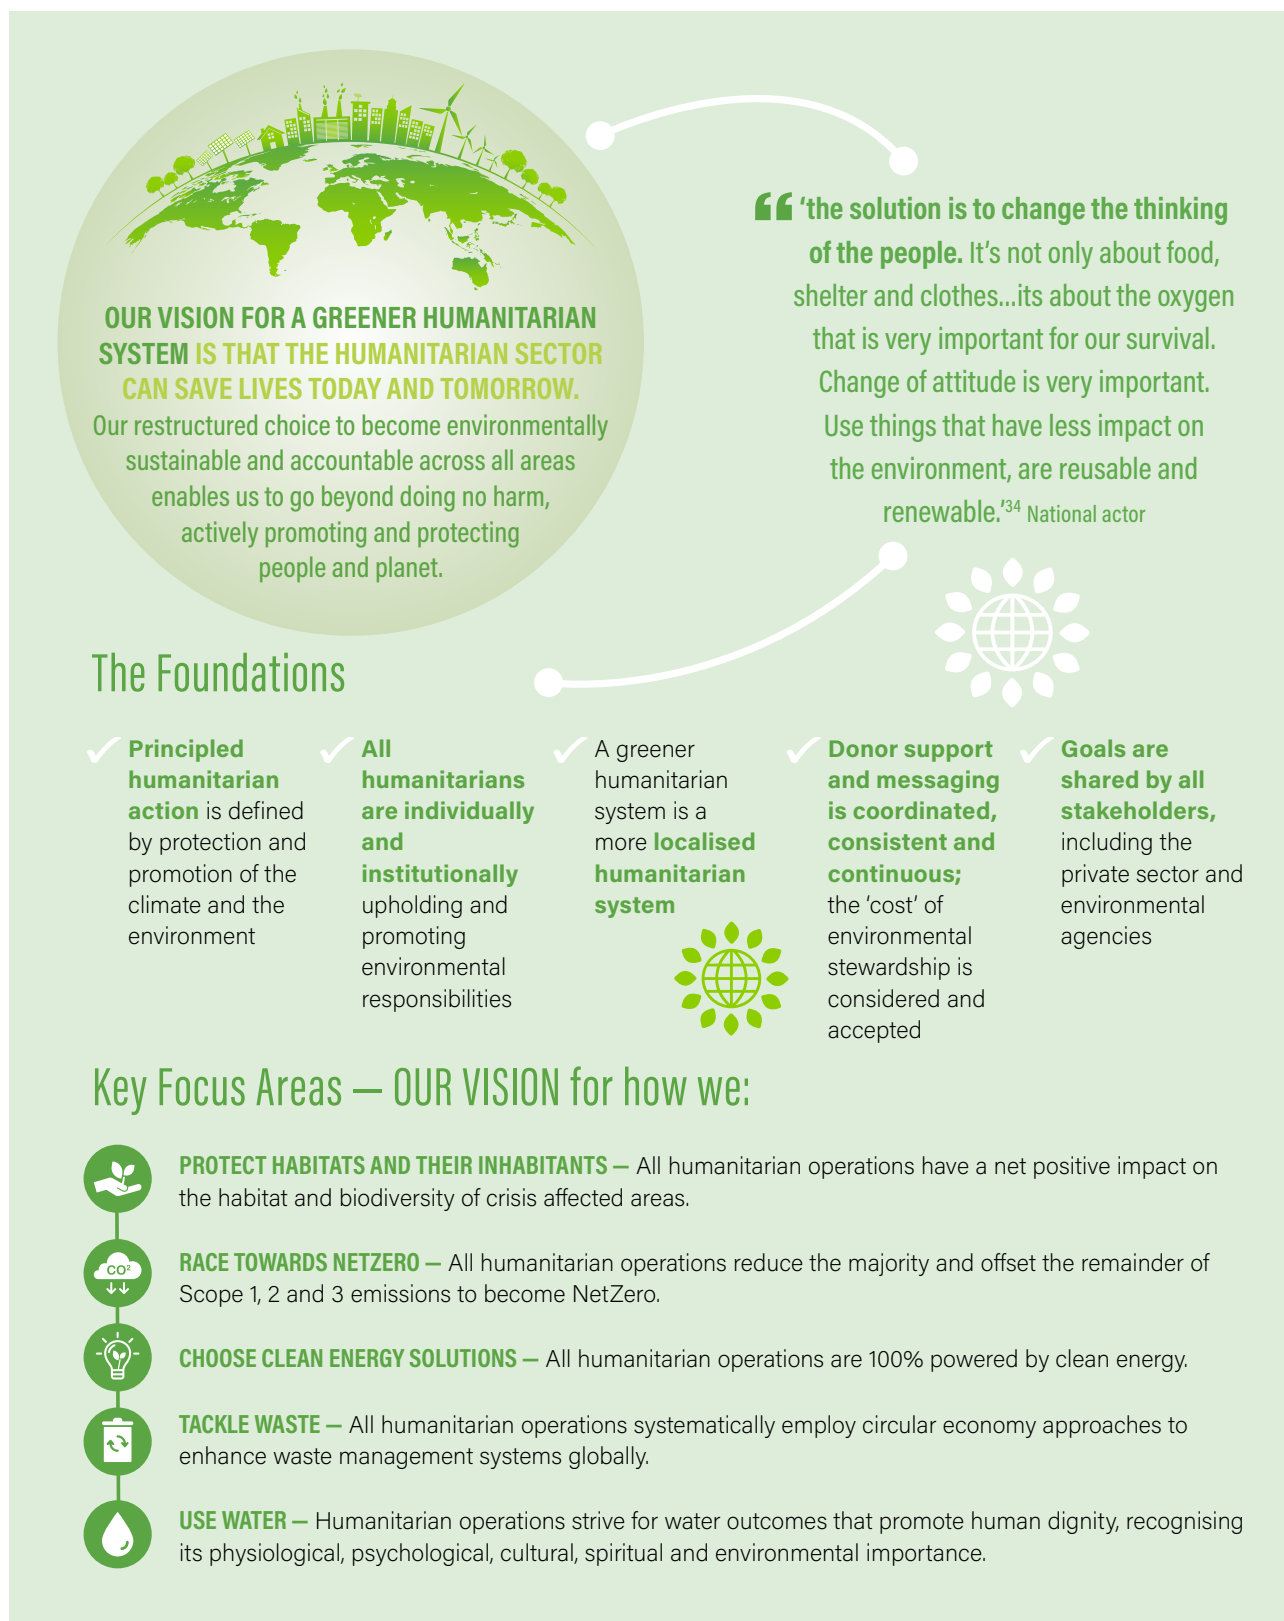 OUR VISION FOR A GREENER HUMANITARIAN
SYSTEM IS THAT THE HUMANITARIAN SECTOR
CAN SAVE LIVES TODAY AND TOMORROW.
Our restructured choice to become environmentally
sustainable and accountable across all areas
enables us to go beyond doing no harm,
actively promoting and protecting
people and planet.
“ ‘the solution is to change the thinking
of the people. It’s not only about food,
shelter and clothes...its about the oxygen
that is very important for our survival.
Change of attitude is very important.
Use things that have less impact on
the environment, are reusable and
renewable.’34 National actor
The Foundations
Principled
humanitarian
action is defined
by protection and
promotion of the
climate and the
environment
All
humanitarians
are individually
and
institutionally
upholding and
promoting
environmental
responsibilities
A greener
humanitarian
system is a
more localised
humanitarian
system
Donor support
and messaging
is coordinated,
consistent and
continuous;
the ‘cost’ of
environmental
stewardship is
considered and
accepted
Goals are
shared by all
stakeholders,
including the
private sector and
environmental
agencies
Key Focus Areas — OUR VISION for how we:
PROTECT HABITATS AND THEIR INHABITANTS — All humanitarian operations have a net positive impact on
the habitat and biodiversity of crisis affected areas.
CO2
RACE TOWARDS NETZERO — All humanitarian operations reduce the majority and offset the remainder of
Scope 1, 2 and 3 emissions to become NetZero.
CHOOSE CLEAN ENERGY SOLUTIONS — All humanitarian operations are 100% powered by clean energy.
TACKLE WASTE — All humanitarian operations systematically employ circular economy approaches to
enhance waste management systems globally.
USE WATER — Humanitarian operations strive for water outcomes that promote human dignity, recognising
its physiological, psychological, cultural, spiritual and environmental importance.